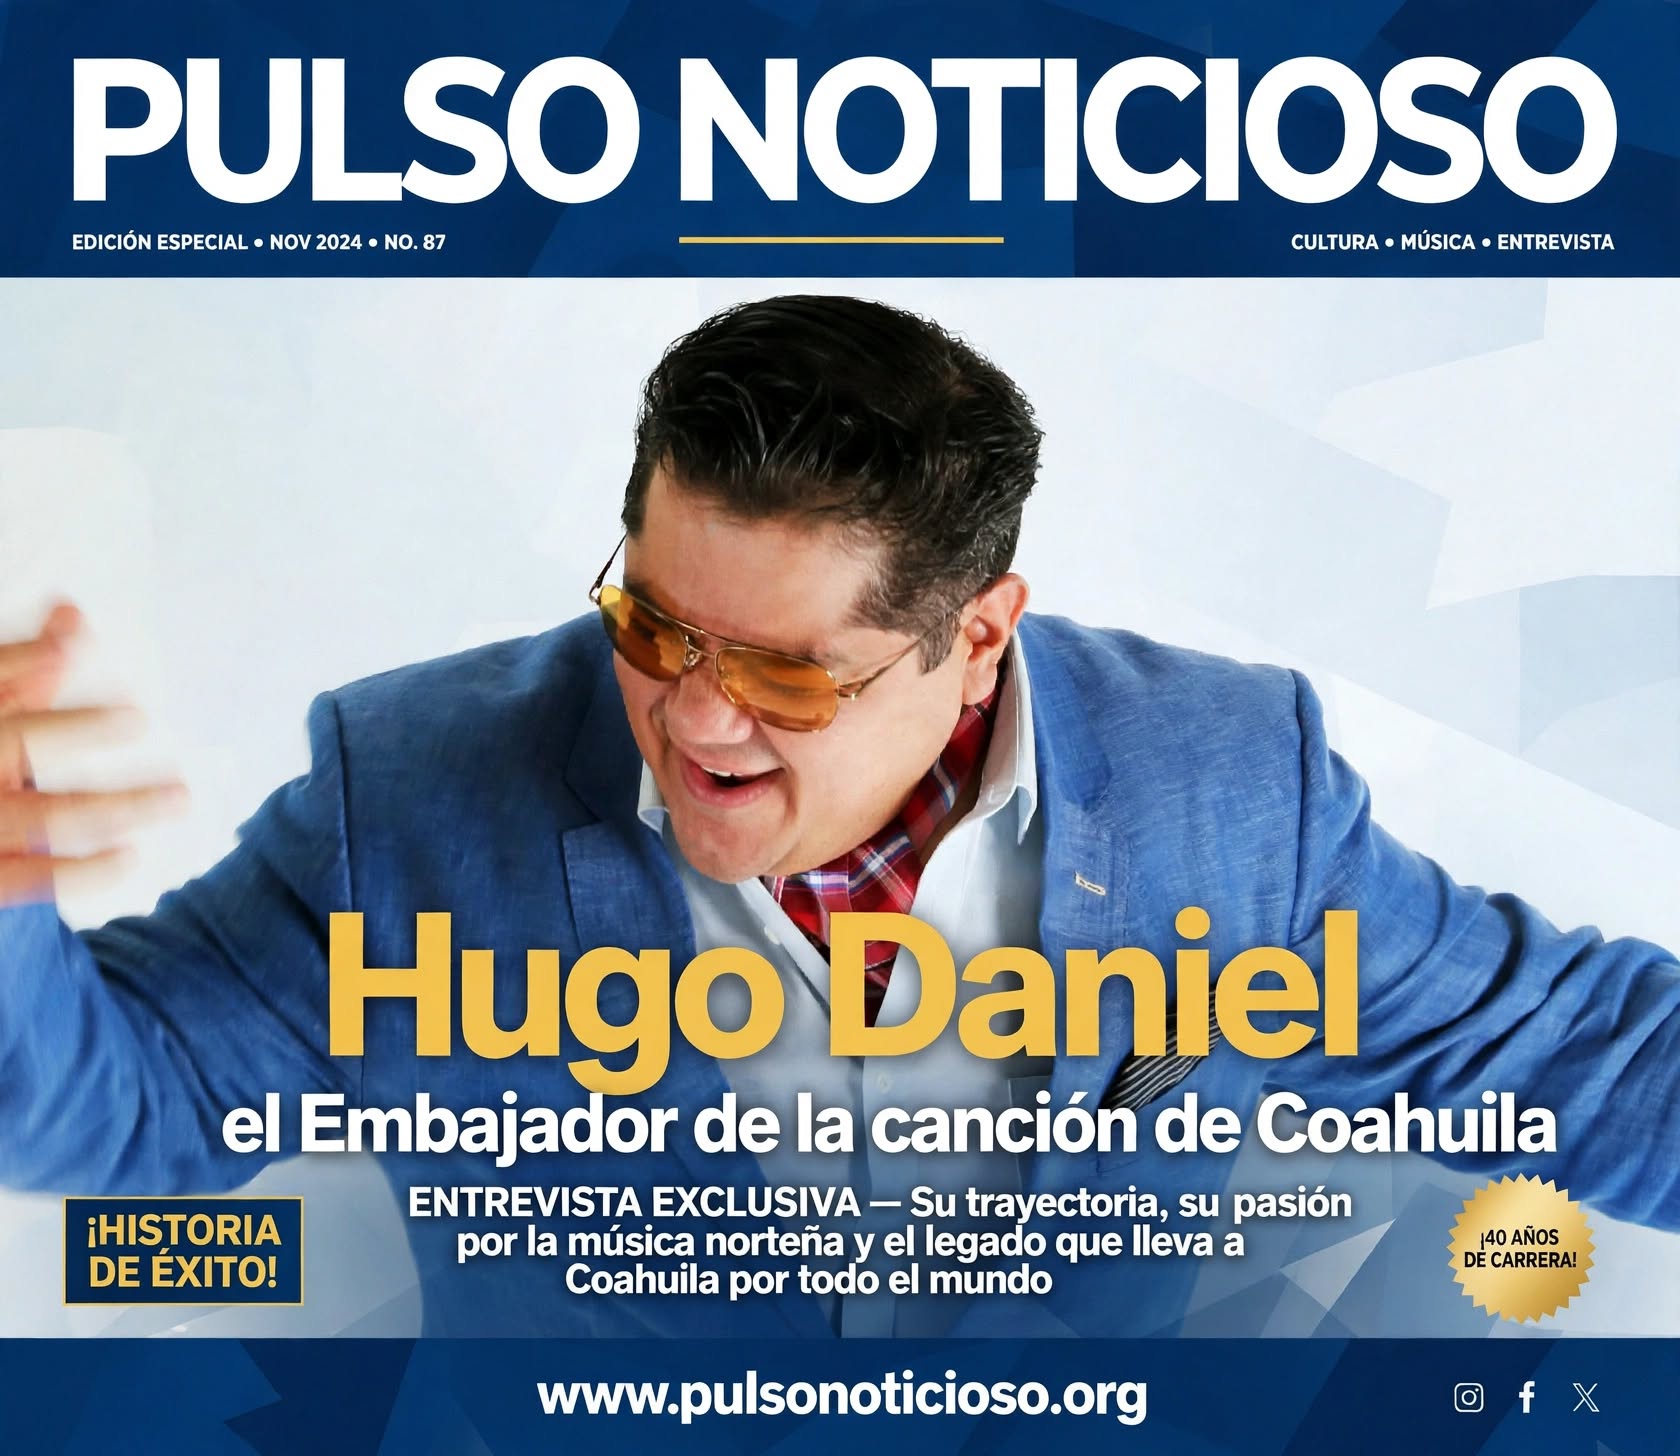 PULSO NOTICIOSO
EDICIÓN ESPECIAL • NOV 2024 • NO. 87
CULTURA • MÚSICA • ENTREVISTA
Hugo Daniel
el Embajador de la canción de Coahuila
ENTREVISTA EXCLUSIVA — Su trayectoria, su pasión
por la música norteña y el legado que lleva a
Coahuila por todo el mundo
¡HISTORIA
DE ÉXITO!
¡40 AÑOS
DE CARRERA!
www.pulsonoticioso.org